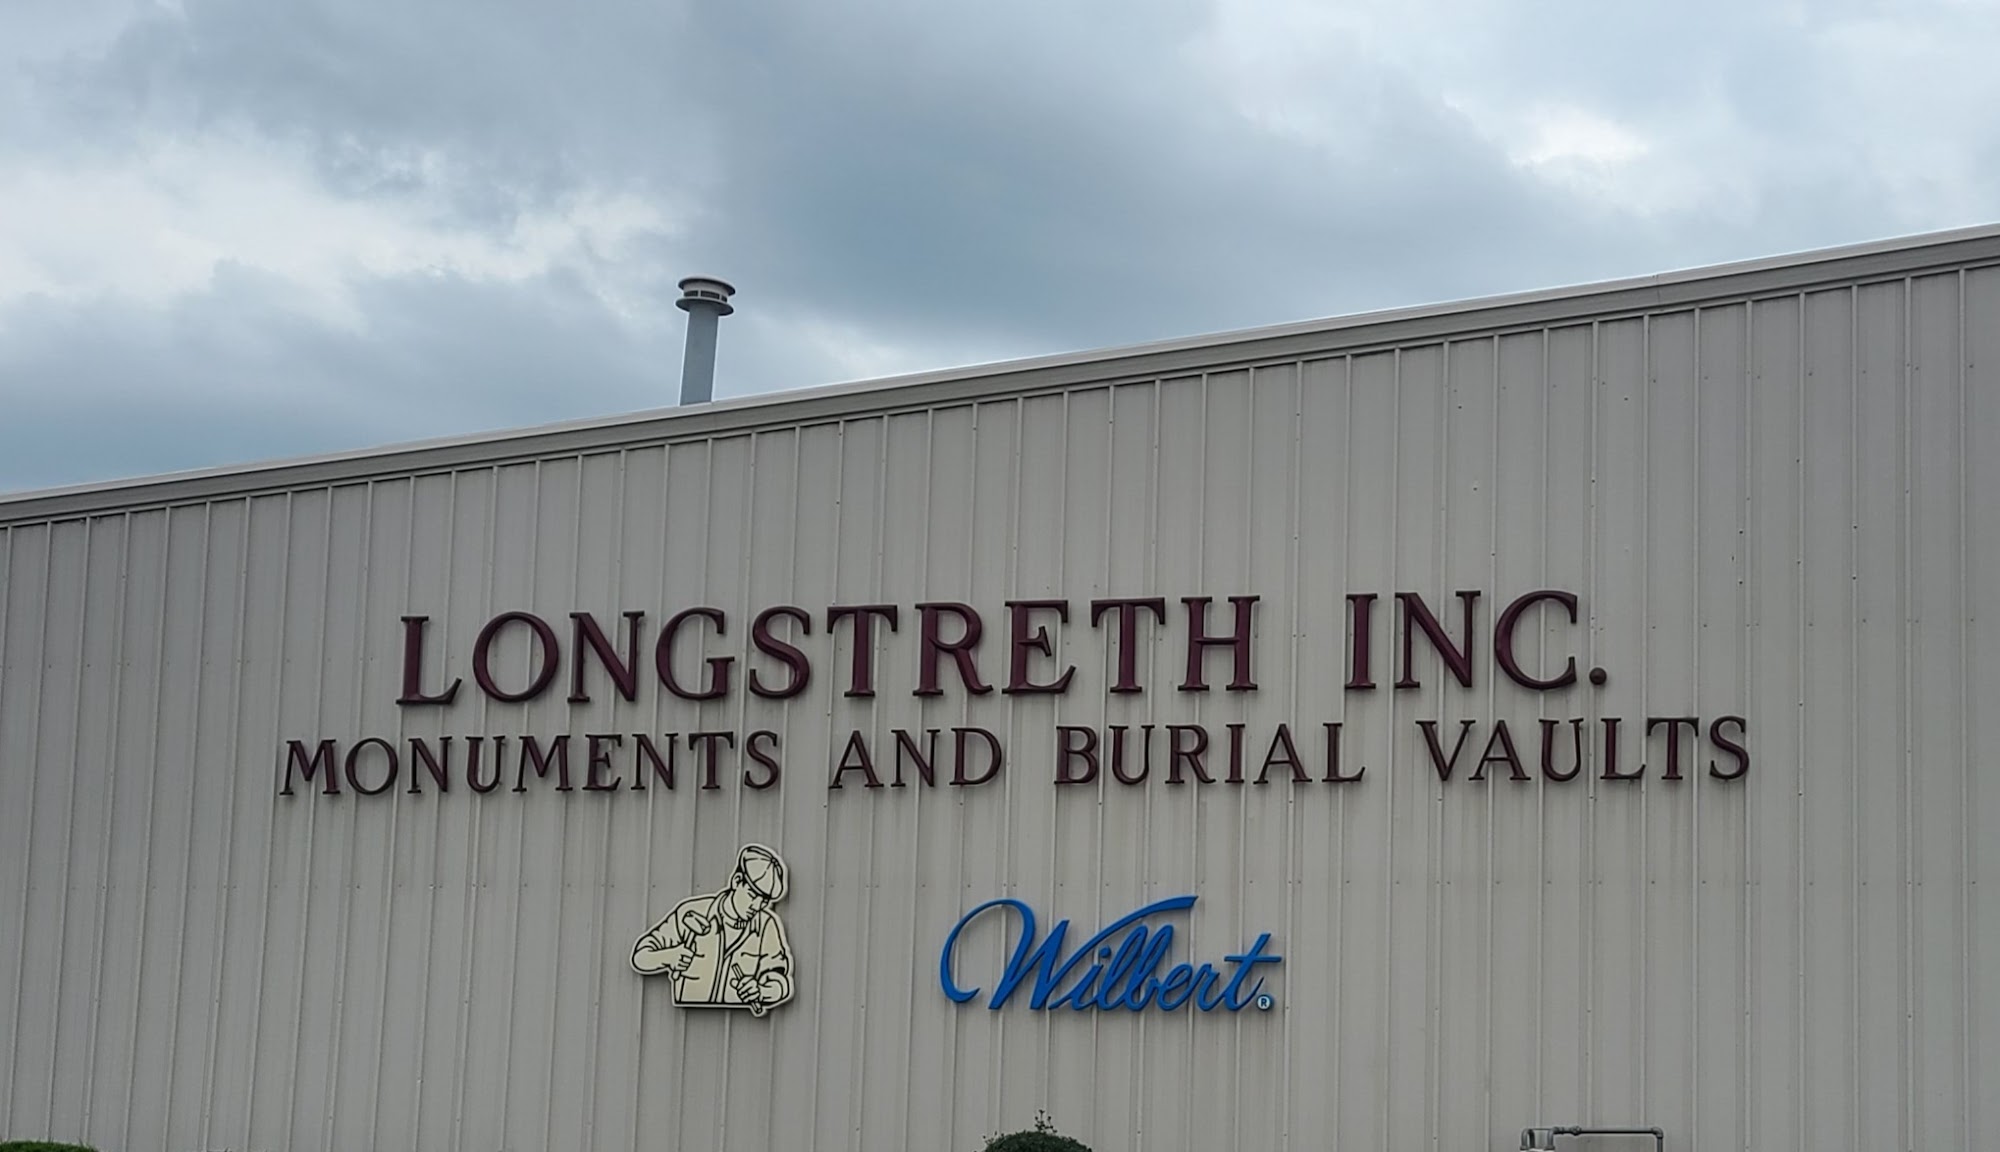 LONGSTRETH INC.
MONUMENTS AND BURIAL VAULTS
Wilbert®